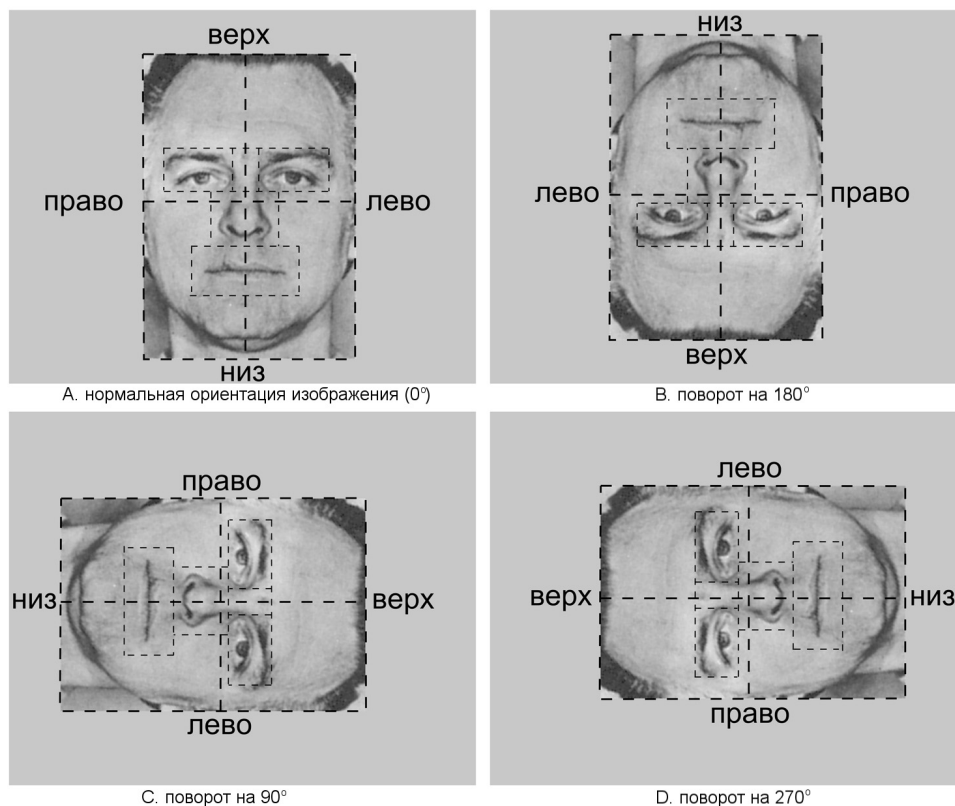 верх
право
лево
низ
A. нормальная ориентация изображения (0°)
низ
лево
право
верх
B. поворот на 180°
право
низ
верх
лево
C. поворот на 90°
лево
верх
низ
право
D. поворот на 270°